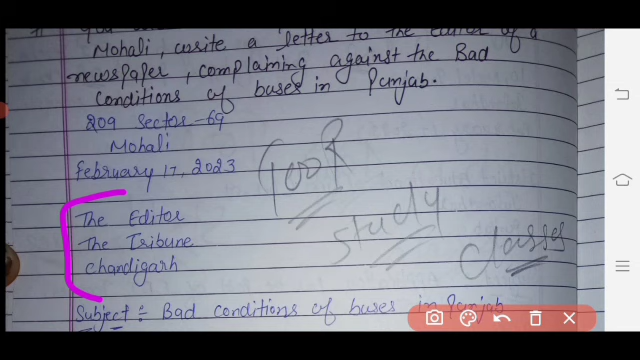 Mohali, write a letter to the editor of a
newspaper, complaining against the Bad
Conditions of buses in Punjab.
209 Sector-69
Mohali
February 17, 2023
The Editor
The Tribune
Chandigarh
Study
Classes
Subject :- Bad conditions of buses in Punjab